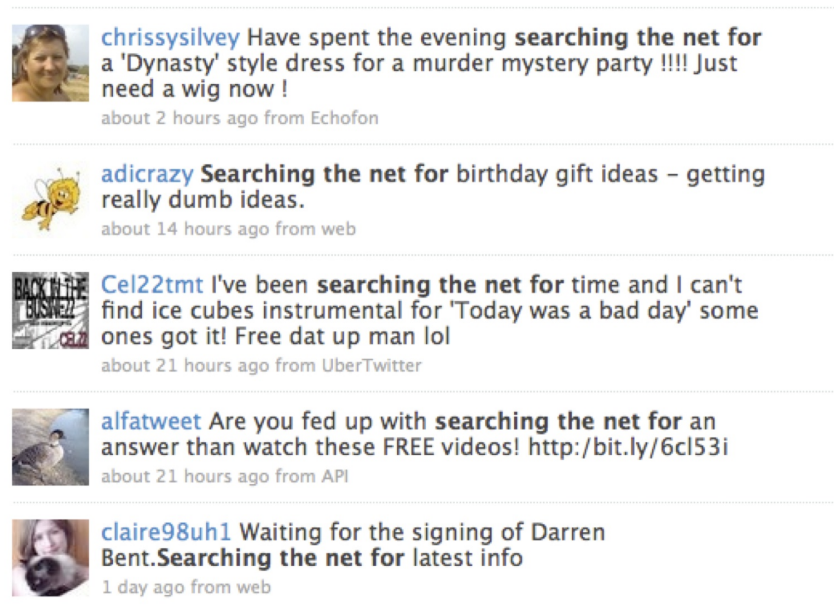 chrissysilvey Have spent the evening searching the net for
a 'Dynasty' style dress for a murder mystery party !!!! Just
need a wig now !
about 2 hours ago from Echofon
adicrazy Searching the net for birthday gift ideas – getting
really dumb ideas.
about 14 hours ago from web
BACK IN THE
BUSINEZZ
CEL22
Cel22tmt I've been searching the net for time and I can't
find ice cubes instrumental for 'Today was a bad day' some
ones got it! Free dat up man lol
about 21 hours ago from UberTwitter
alfatweet Are you fed up with searching the net for an
answer than watch these FREE videos! http:/bit.ly/6cl53i
about 21 hours ago from API
claire98uh1 Waiting for the signing of Darren
Bent.Searching the net for latest info
1 day ago from web